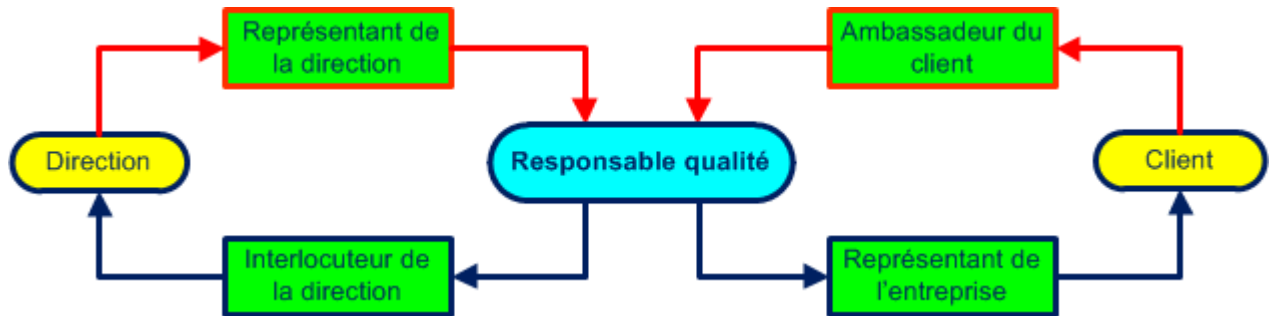 Représentant de
la direction
Ambassadeur du
client
Direction
Responsable qualité
Client
Interlocuteur de
la direction
Représentant de
l'entreprise